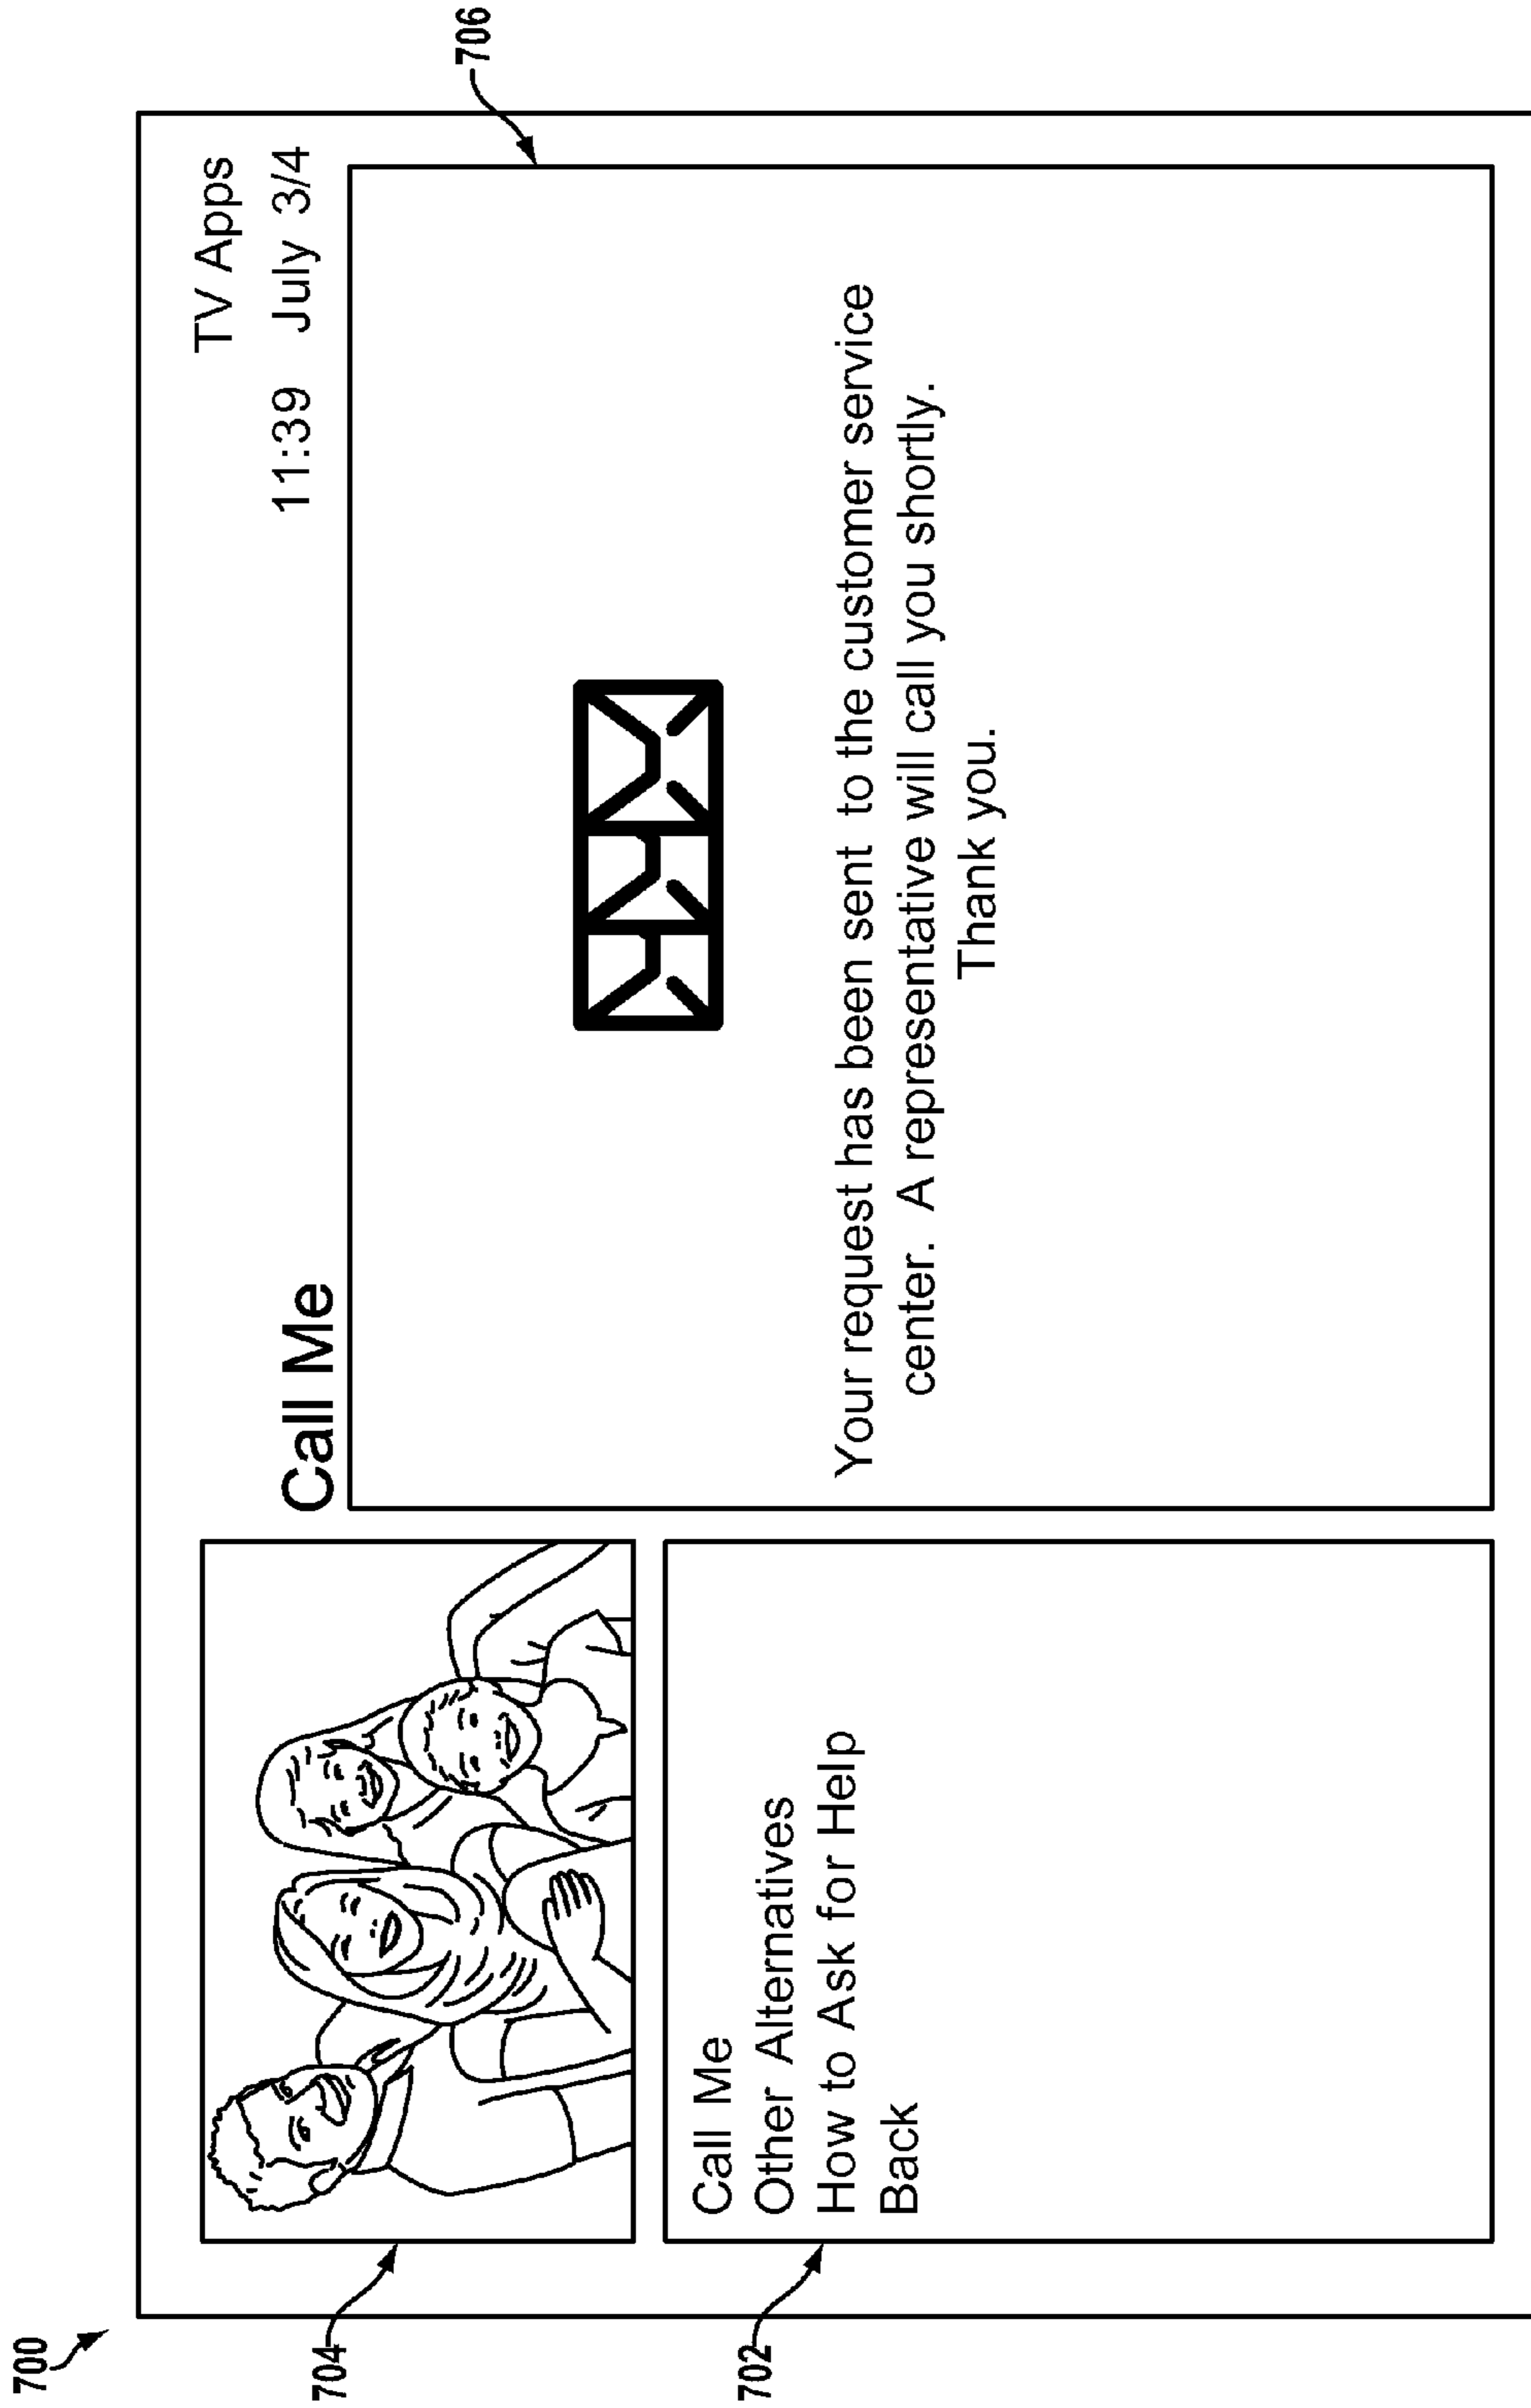 700
TV Apps
11:39 July 3/4
Call Me
704
706
Your request has been sent to the customer service
center. A representative will call you shortly.
Thank you.
702
Call Me
Other Alternatives
How to Ask for Help
Back